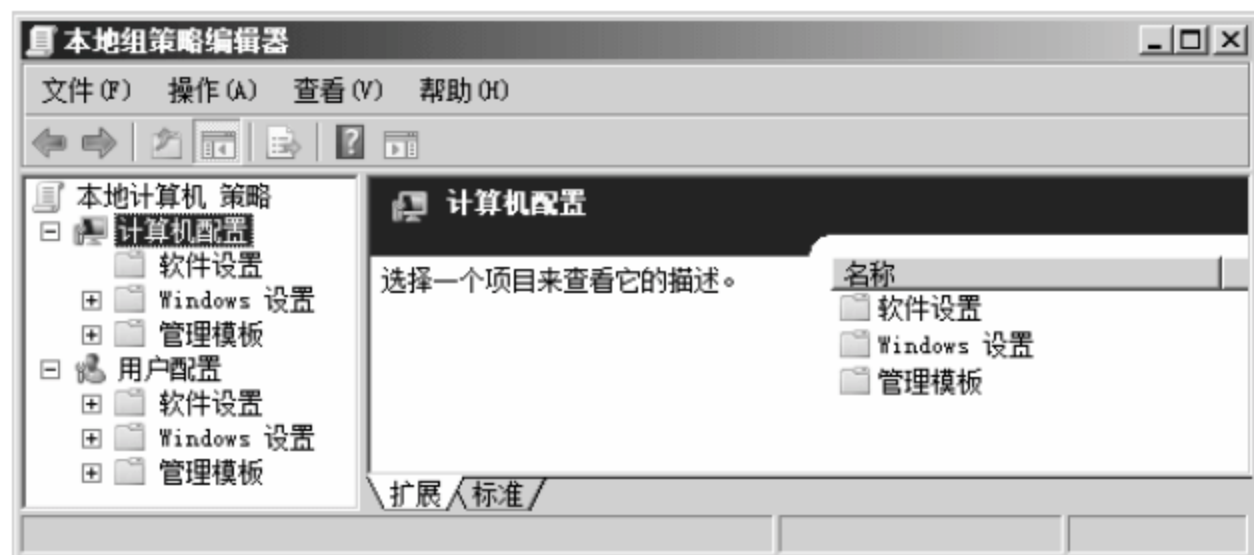 本地组策略编辑器
文件(F) 操作(A) 查看(V) 帮助(H)
本地计算机 策略
计算机配置
软件设置
Windows 设置
管理模板
用户配置
软件设置
Windows 设置
管理模板
计算机配置
选择一个项目来查看它的描述。
名称
软件设置
Windows 设置
管理模板
扩展 标准